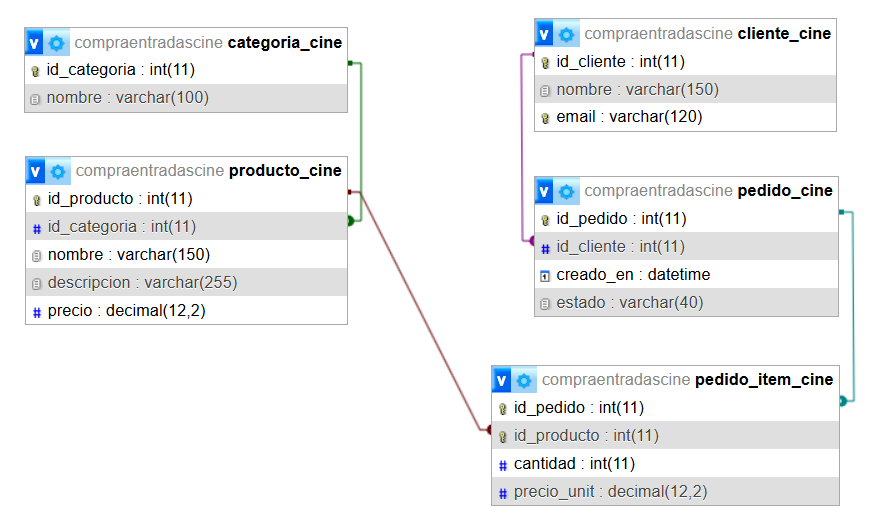 v compraentradascine categoria_cine
id_categoria : int(11)
nombre : varchar(100)
v compraentradascine producto_cine
id_producto : int(11)
# id_categoria : int(11)
nombre : varchar(150)
descripcion : varchar(255)
# precio : decimal(12,2)
v compraentradascine cliente_cine
id_cliente : int(11)
nombre : varchar(150)
email : varchar(120)
v compraentradascine pedido_cine
id_pedido : int(11)
# id_cliente : int(11)
1 creado_en : datetime
estado : varchar(40)
v compraentradascine pedido_item_cine
id_pedido : int(11)
id_producto : int(11)
# cantidad : int(11)
# precio_unit : decimal(12,2)